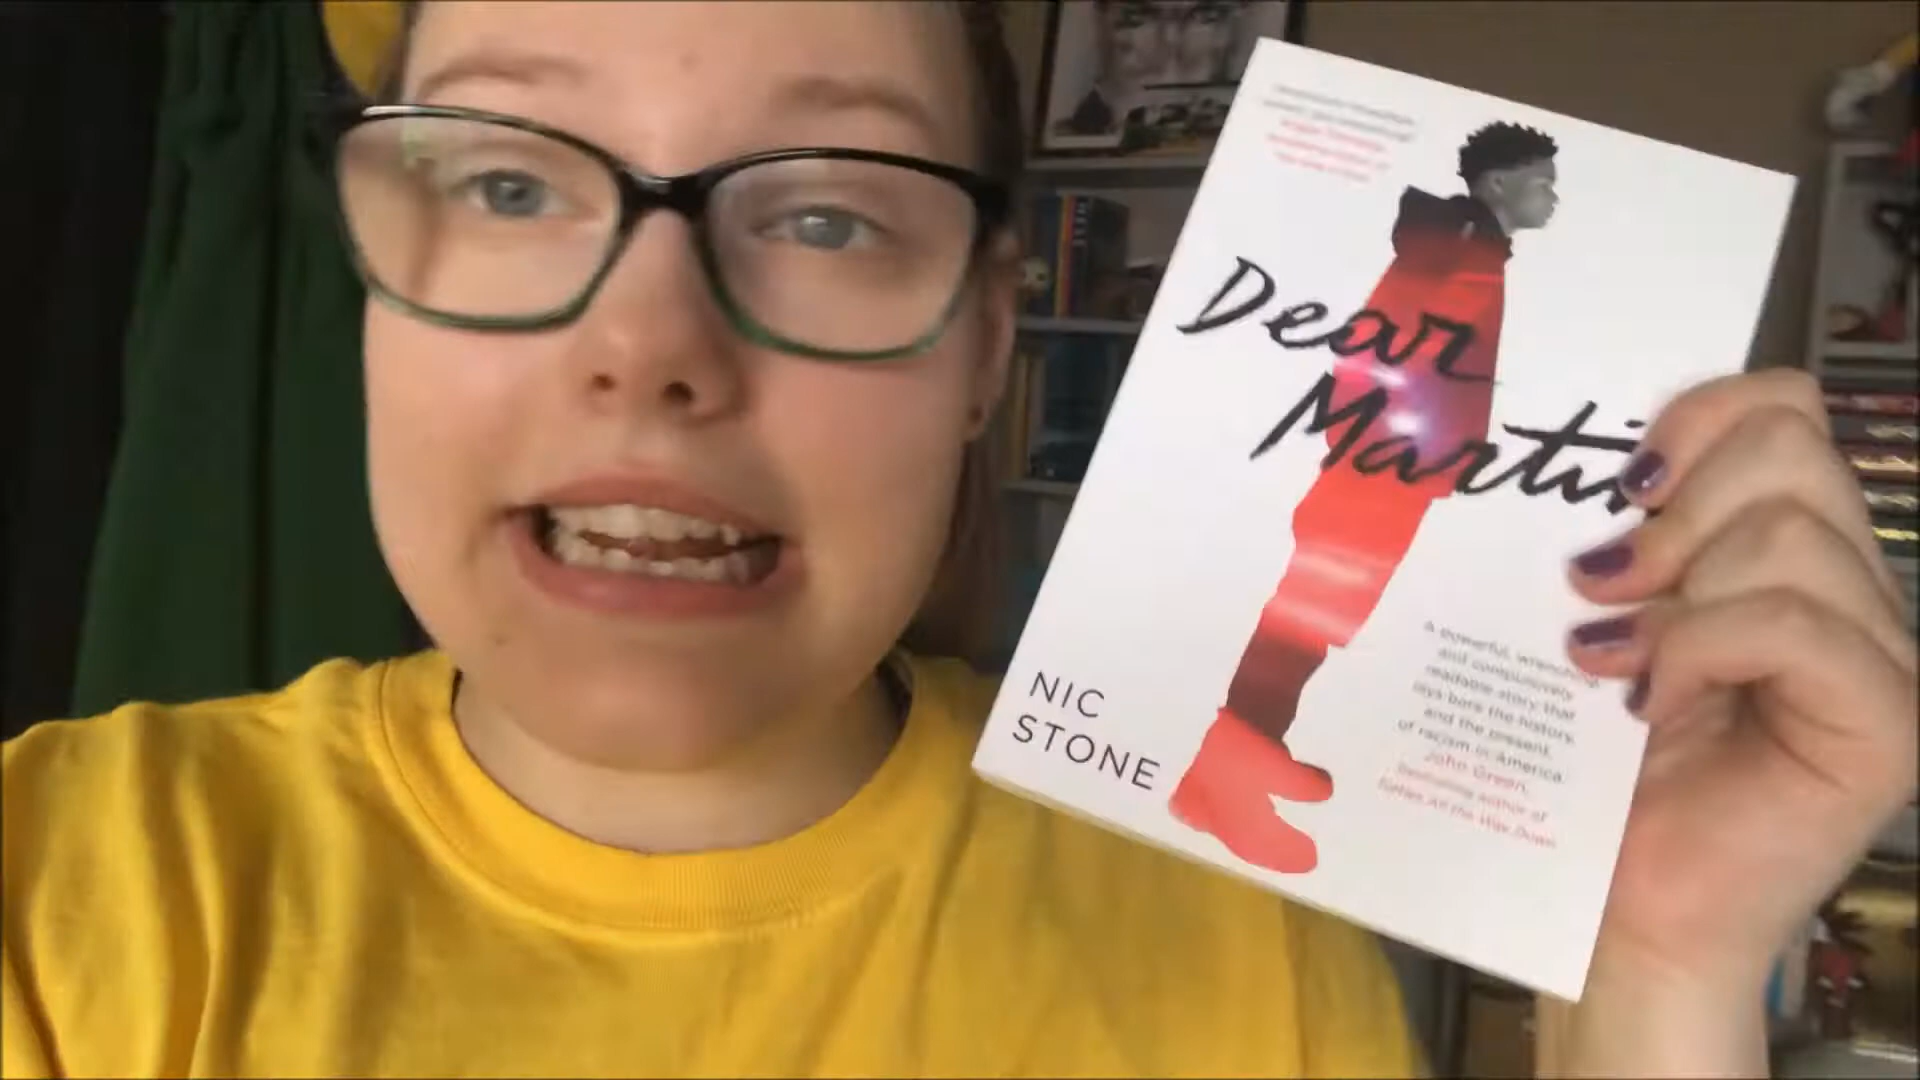 Dear
Martin
NIC
STONE
A powerful, wrenching,
and compulsively
readable story that
lays bare the history,
and the present,
of racism in America.
John Green,
bestselling author of
Turtles All the Way Down